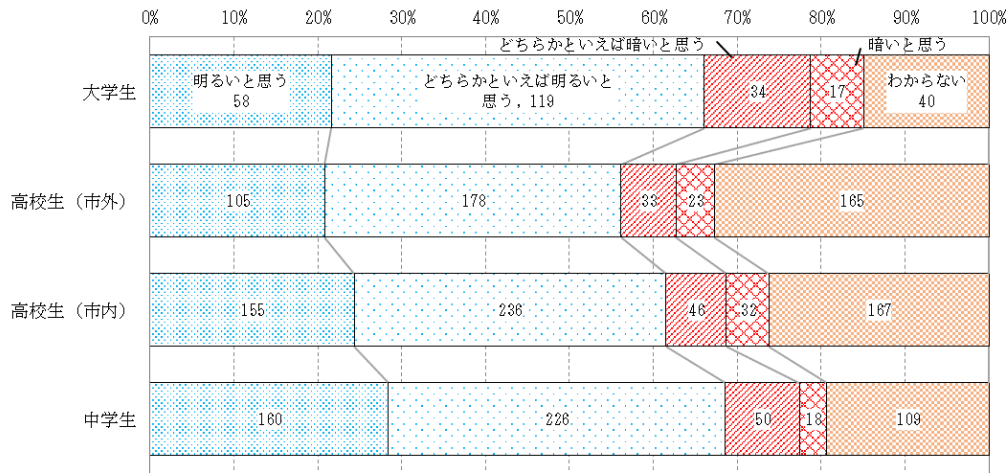 0% 10% 20% 30% 40% 50% 60% 70% 80% 90% 100%
どちらかといえば暗いと思う 暗いと思う
大学生
明るいと思う
58
どちらかといえば明るいと
思う, 119
34
17
わからない
40
高校生（市外） 105 178 33 23 165
高校生（市内） 155 236 46 32 167
中学生 160 226 50 18 109